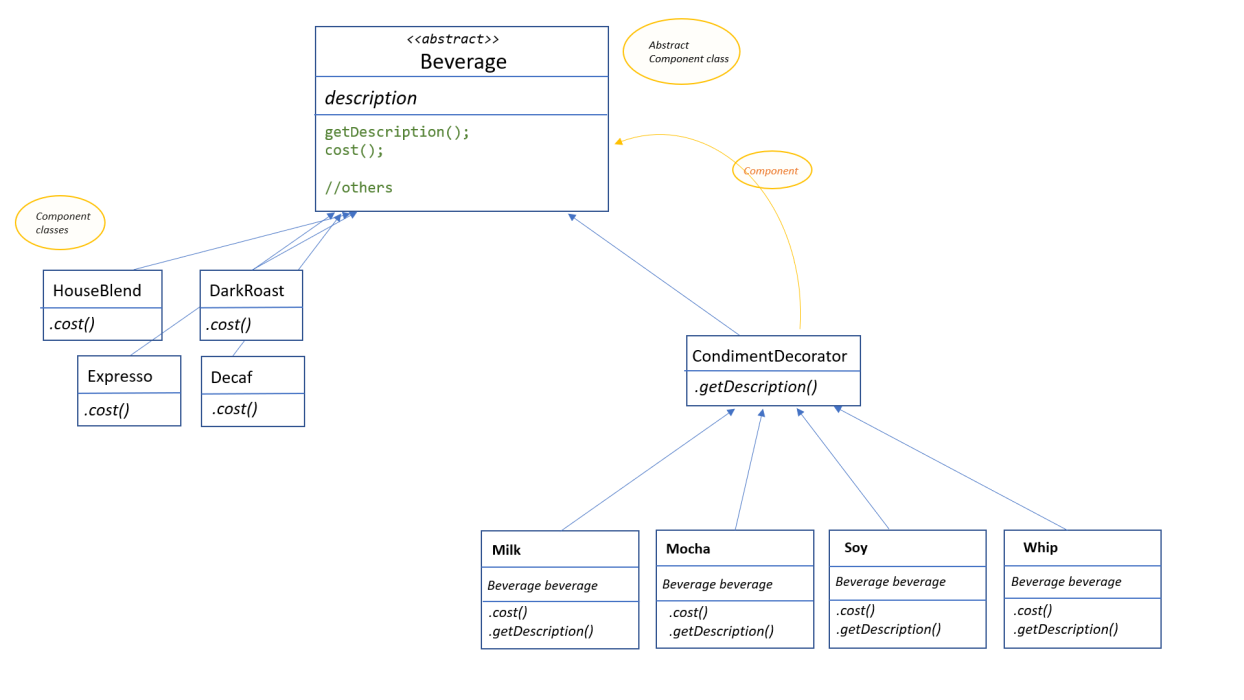 <<abstract>>
Beverage
description
getDescription();
cost();
//others
Abstract
Component class
Component
Component
classes
HouseBlend
.cost()
DarkRoast
.cost()
Expresso
.cost()
Decaf
.cost()
CondimentDecorator
.getDescription()
Milk
Beverage beverage
.cost()
.getDescription()
Mocha
Beverage beverage
.cost()
.getDescription()
Soy
Beverage beverage
.cost()
.getDescription()
Whip
Beverage beverage
.cost()
.getDescription()